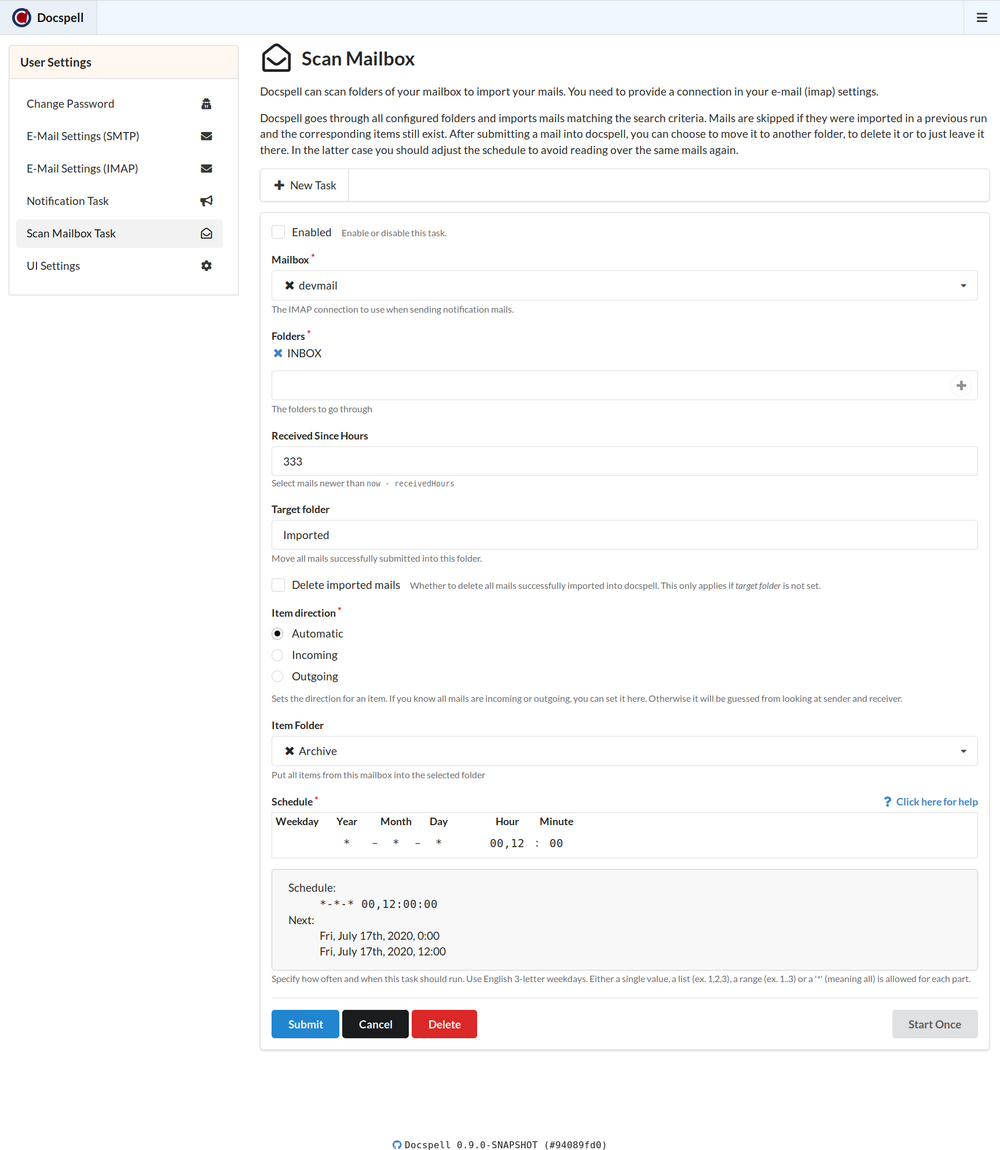 Docspell
User Settings
Change Password
E-Mail Settings (SMTP)
E-Mail Settings (IMAP)
Notification Task
Scan Mailbox Task
UI Settings
Scan Mailbox
Docspell can scan folders of your mailbox to import your mails. You need to provide a connection in your e-mail (imap) settings.
Docspell goes through all configured folders and imports mails matching the search criteria. Mails are skipped if they were imported in a previous run
and the corresponding items still exist. After submitting a mail into docspell, you can choose to move it to another folder, to delete it or to just leave it
there. In the latter case you should adjust the schedule to avoid reading over the same mails again.
New Task
Enabled Enable or disable this task.
Mailbox *
devmail
The IMAP connection to use when sending notification mails.
Folders *
INBOX
The folders to go through
Received Since Hours
333
Select mails newer than now - receivedHours
Target folder
Imported
Move all mails successfully submitted into this folder.
Delete imported mails Whether to delete all mails successfully imported into docspell. This only applies if target folder is not set.
Item direction *
Automatic
Incoming
Outgoing
Sets the direction for an item. If you know all mails are incoming or outgoing, you can set it here. Otherwise it will be guessed from looking at sender and receiver.
Item Folder
Archive
Put all items from this mailbox into the selected folder
Schedule * ? Click here for help
Weekday Year Month Day Hour Minute
* - * - * 00,12 : 00
Schedule:
*-*-* 00,12:00:00
Next:
Fri, July 17th, 2020, 0:00
Fri, July 17th, 2020, 12:00
Specify how often and when this task should run. Use English 3-letter weekdays. Either a single value, a list (ex. 1,2,3), a range (ex. 1..3) or a '*' (meaning all) is allowed for each part.
Submit Cancel Delete Start Once
Docspell 0.9.0-SNAPSHOT (#94089fd0)